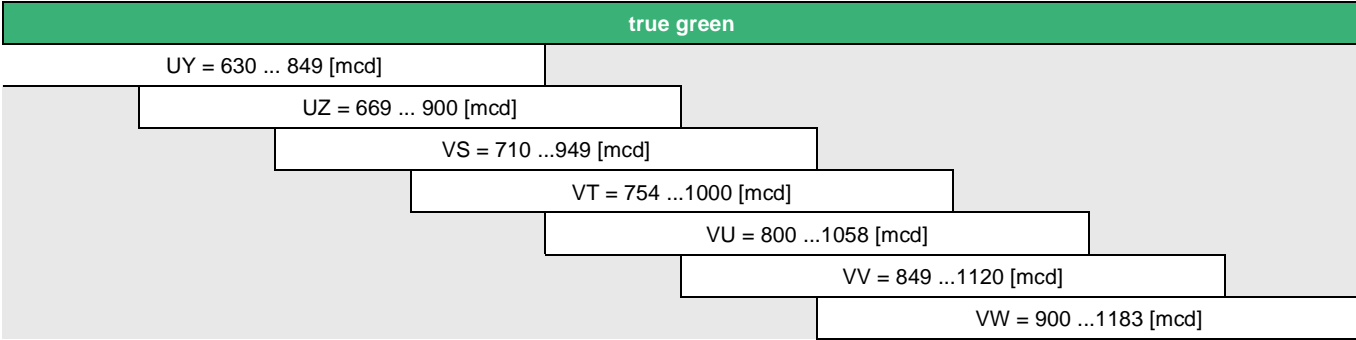 true green
UY = 630 ... 849 [mcd]
UZ = 669 ... 900 [mcd]
VS = 710 ...949 [mcd]
VT = 754 ...1000 [mcd]
VU = 800 ...1058 [mcd]
VV = 849 ...1120 [mcd]
VW = 900 ...1183 [mcd]